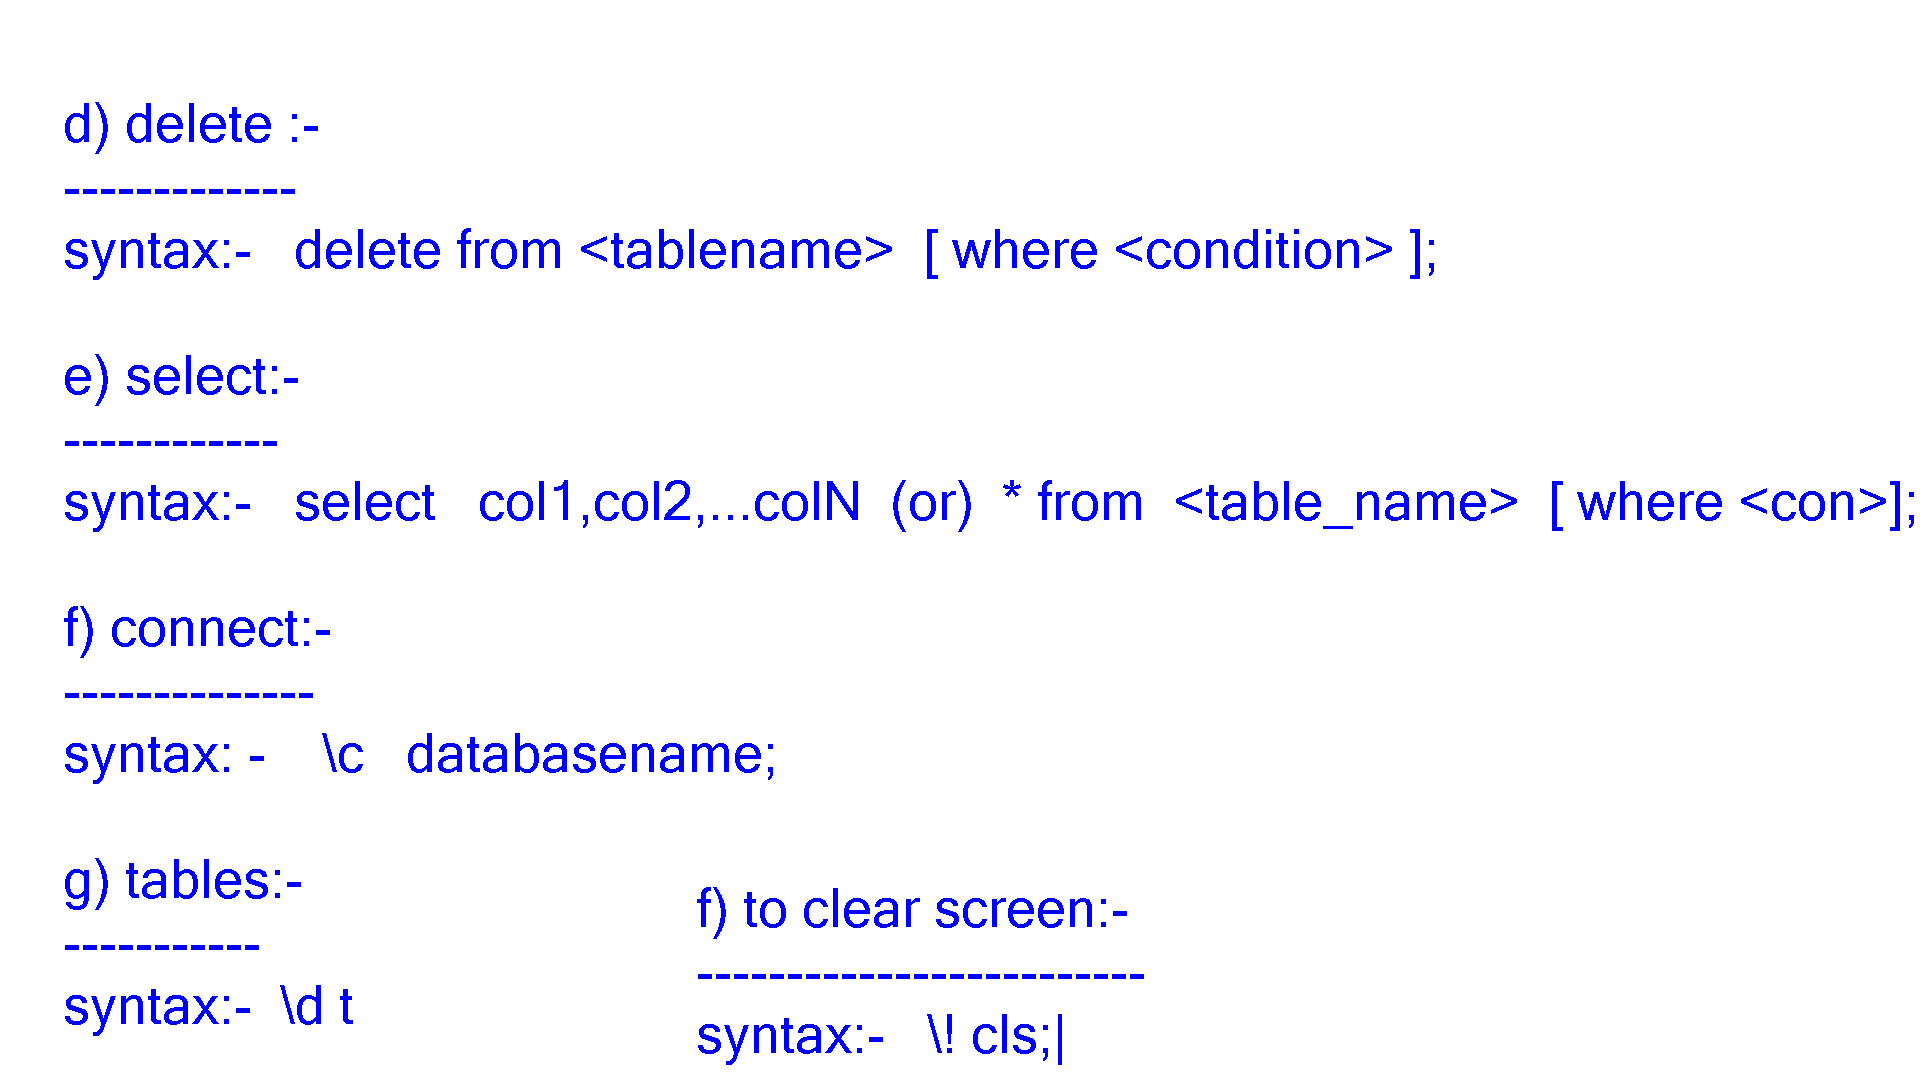 d) delete :-
-------------
syntax:-   delete from <tablename>  [ where <condition> ];
e) select:-
------------
syntax:-   select   col1,col2,...colN  (or)  * from  <table_name>  [ where <con>];
f) connect:-
--------------
syntax: -    \c   databasename;
g) tables:-
-----------
syntax:-  \d t
f) to clear screen:-
-------------------------
syntax:-   \! cls;